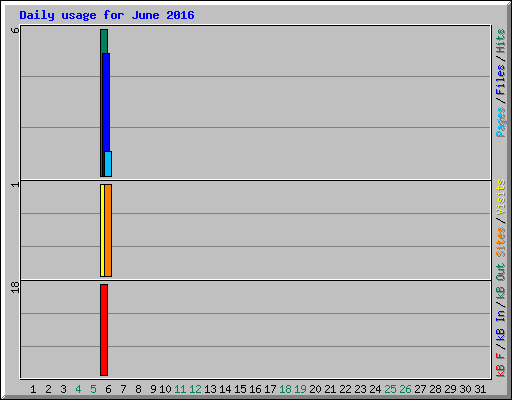 Daily usage for June 2016
6
1
18
Pages / Files / Hits
Sites / Visits
kB F / kB In / kB Out
1 2 3 4 5 6 7 8 9 10 11 12 13 14 15 16 17 18 19 20 21 22 23 24 25 26 27 28 29 30 31